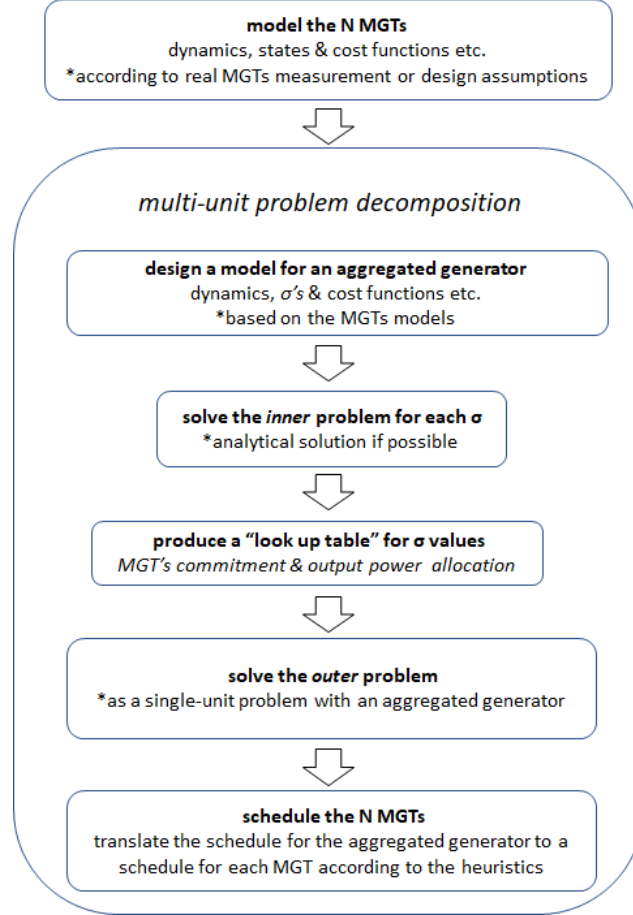 model the N MGTs
dynamics, states & cost functions etc.
*according to real MGTs measurement or design assumptions
multi-unit problem decomposition
design a model for an aggregated generator
dynamics, σ's & cost functions etc.
*based on the MGTs models
solve the inner problem for each σ
*analytical solution if possible
produce a “look up table” for σ values
MGT's commitment & output power allocation
solve the outer problem
*as a single-unit problem with an aggregated generator
schedule the N MGTs
translate the schedule for the aggregated generator to a
schedule for each MGT according to the heuristics